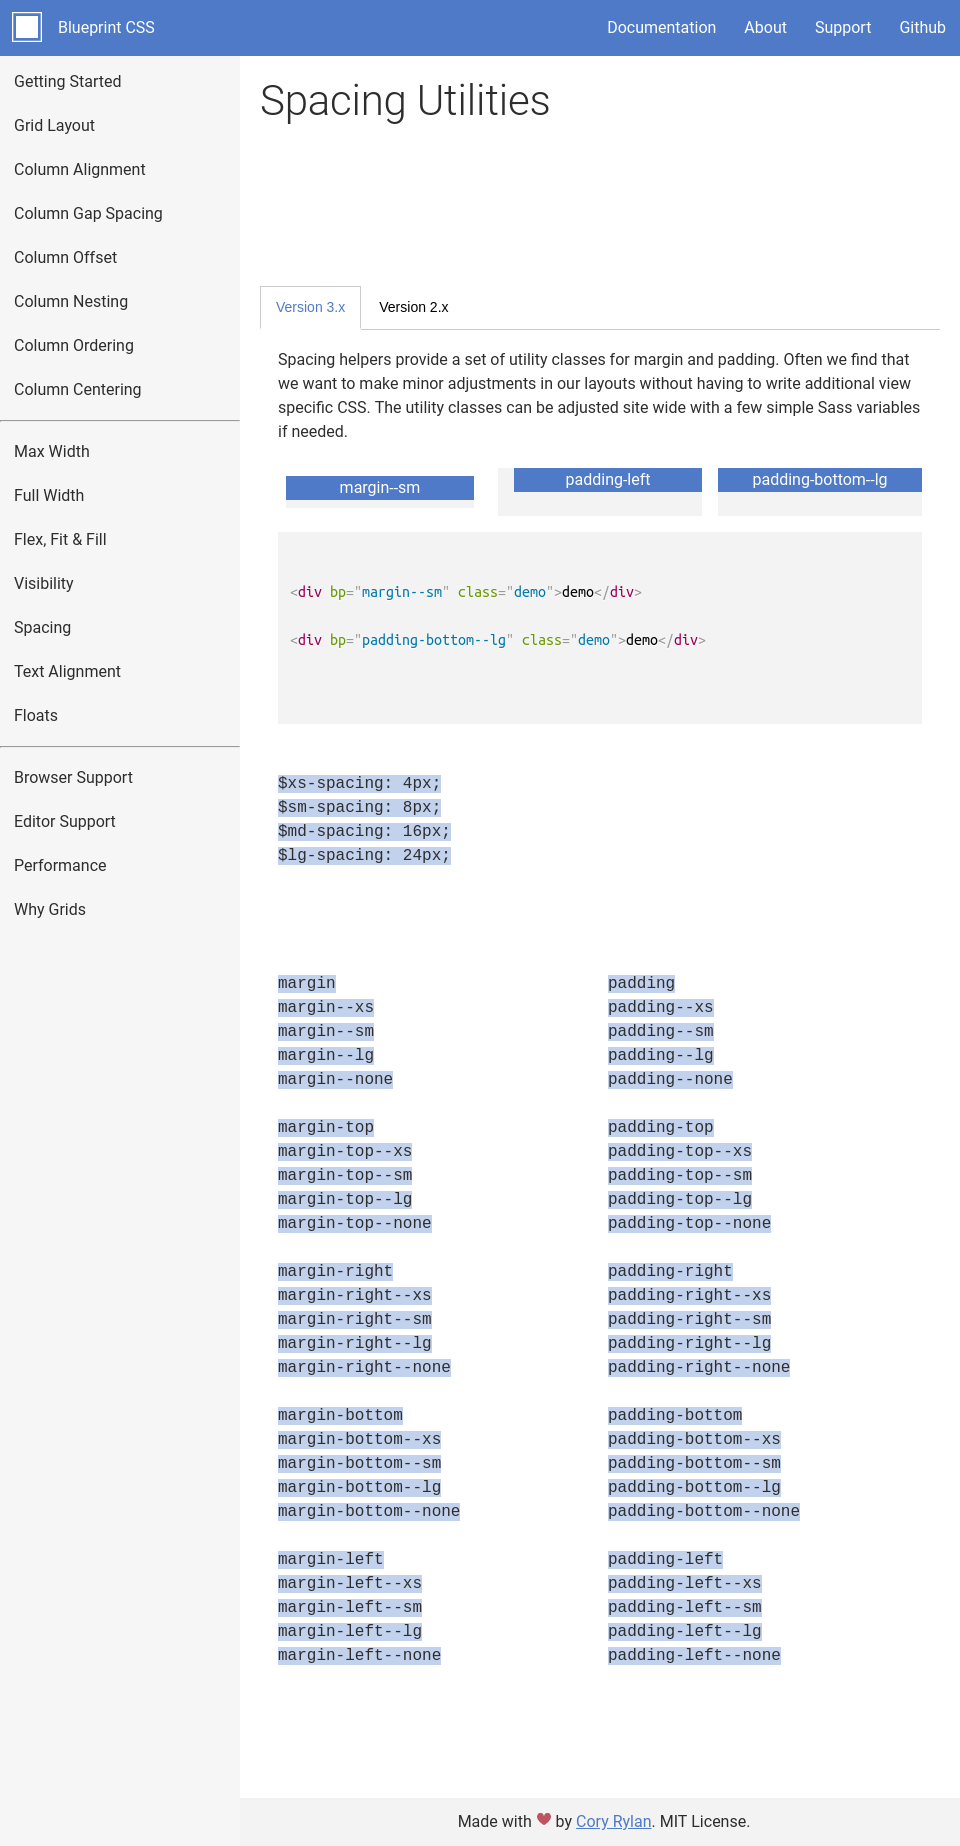 Blueprint CSS
Documentation About Support Github
Getting Started
Grid Layout
Column Alignment
Column Gap Spacing
Column Offset
Column Nesting
Column Ordering
Column Centering
Max Width
Full Width
Flex, Fit & Fill
Visibility
Spacing
Text Alignment
Floats
Browser Support
Editor Support
Performance
Why Grids
Spacing Utilities
Version 3.x Version 2.x
Spacing helpers provide a set of utility classes for margin and padding. Often we find that
we want to make minor adjustments in our layouts without having to write additional view
specific CSS. The utility classes can be adjusted site wide with a few simple Sass variables
if needed.
margin--sm padding-left padding-bottom--lg
<div bp="margin--sm" class="demo">demo</div>
<div bp="padding-bottom--lg" class="demo">demo</div>
$xs-spacing: 4px;
$sm-spacing: 8px;
$md-spacing: 16px;
$lg-spacing: 24px;
margin
margin--xs
margin--sm
margin--lg
margin--none
margin-top
margin-top--xs
margin-top--sm
margin-top--lg
margin-top--none
margin-right
margin-right--xs
margin-right--sm
margin-right--lg
margin-right--none
margin-bottom
margin-bottom--xs
margin-bottom--sm
margin-bottom--lg
margin-bottom--none
margin-left
margin-left--xs
margin-left--sm
margin-left--lg
margin-left--none
padding
padding--xs
padding--sm
padding--lg
padding--none
padding-top
padding-top--xs
padding-top--sm
padding-top--lg
padding-top--none
padding-right
padding-right--xs
padding-right--sm
padding-right--lg
padding-right--none
padding-bottom
padding-bottom--xs
padding-bottom--sm
padding-bottom--lg
padding-bottom--none
padding-left
padding-left--xs
padding-left--sm
padding-left--lg
padding-left--none
Made with ♥ by Cory Rylan. MIT License.